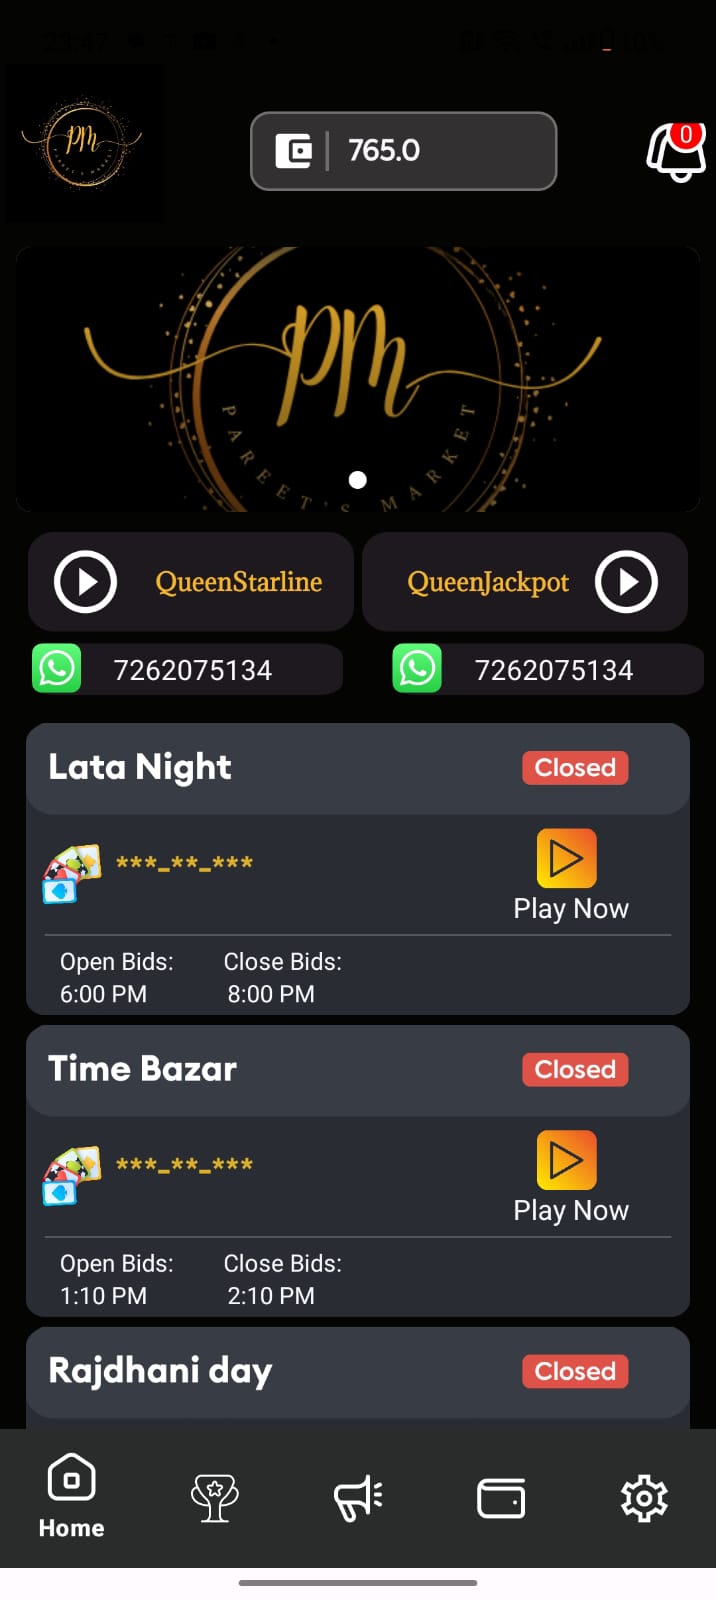 23:47
pm
765.0
0
pm
PAREET'S MARKET
QueenStarline
QueenJackpot
7262075134
7262075134
Lata Night
Closed
***_**_***
Play Now
Open Bids:
Close Bids:
6:00 PM
8:00 PM
Time Bazar
Closed
***_**_***
Play Now
Open Bids:
Close Bids:
1:10 PM
2:10 PM
Rajdhani day
Closed
Home